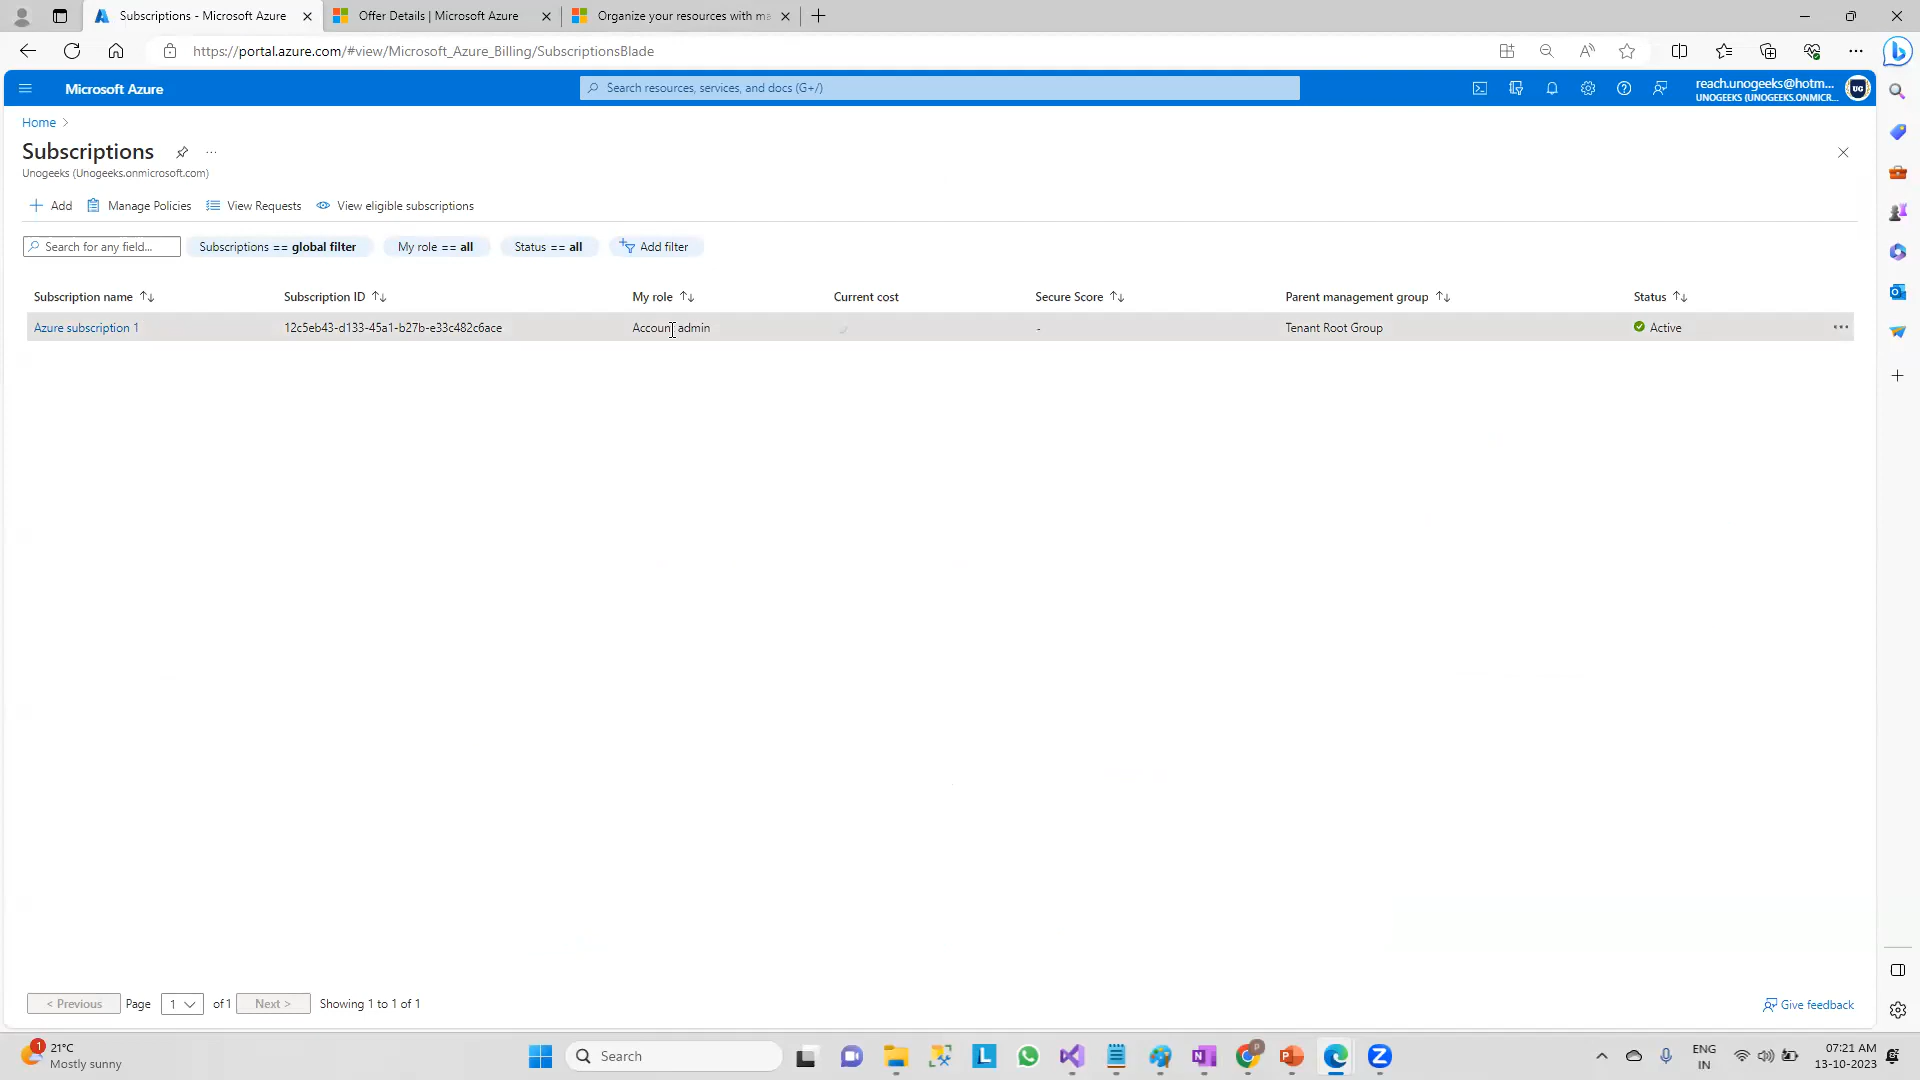 Subscriptions - Microsoft Azure
Offer Details | Microsoft Azure
Organize your resources with ma
https://portal.azure.com/#view/Microsoft_Azure_Billing/SubscriptionsBlade
Microsoft Azure
Search resources, services, and docs (G+/)
reach.unogeeks@hotm...
UNOGEEKS (UNOGEEKS.ONMICR...
UG
Home
Subscriptions
Unogeeks (Unogeeks.onmicrosoft.com)
Add Manage Policies View Requests View eligible subscriptions
Search for any field... Subscriptions == global filter My role == all Status == all Add filter
Subscription name Subscription ID My role Current cost Secure Score Parent management group Status
Azure subscription 1 12c5eb43-d133-45a1-b27b-e33c482c6ace Account admin - Tenant Root Group Active
< Previous Page 1 of 1 Next > Showing 1 to 1 of 1
Give feedback
1
21°C
Mostly sunny
Search
ENG
IN
07:21 AM
13-10-2023